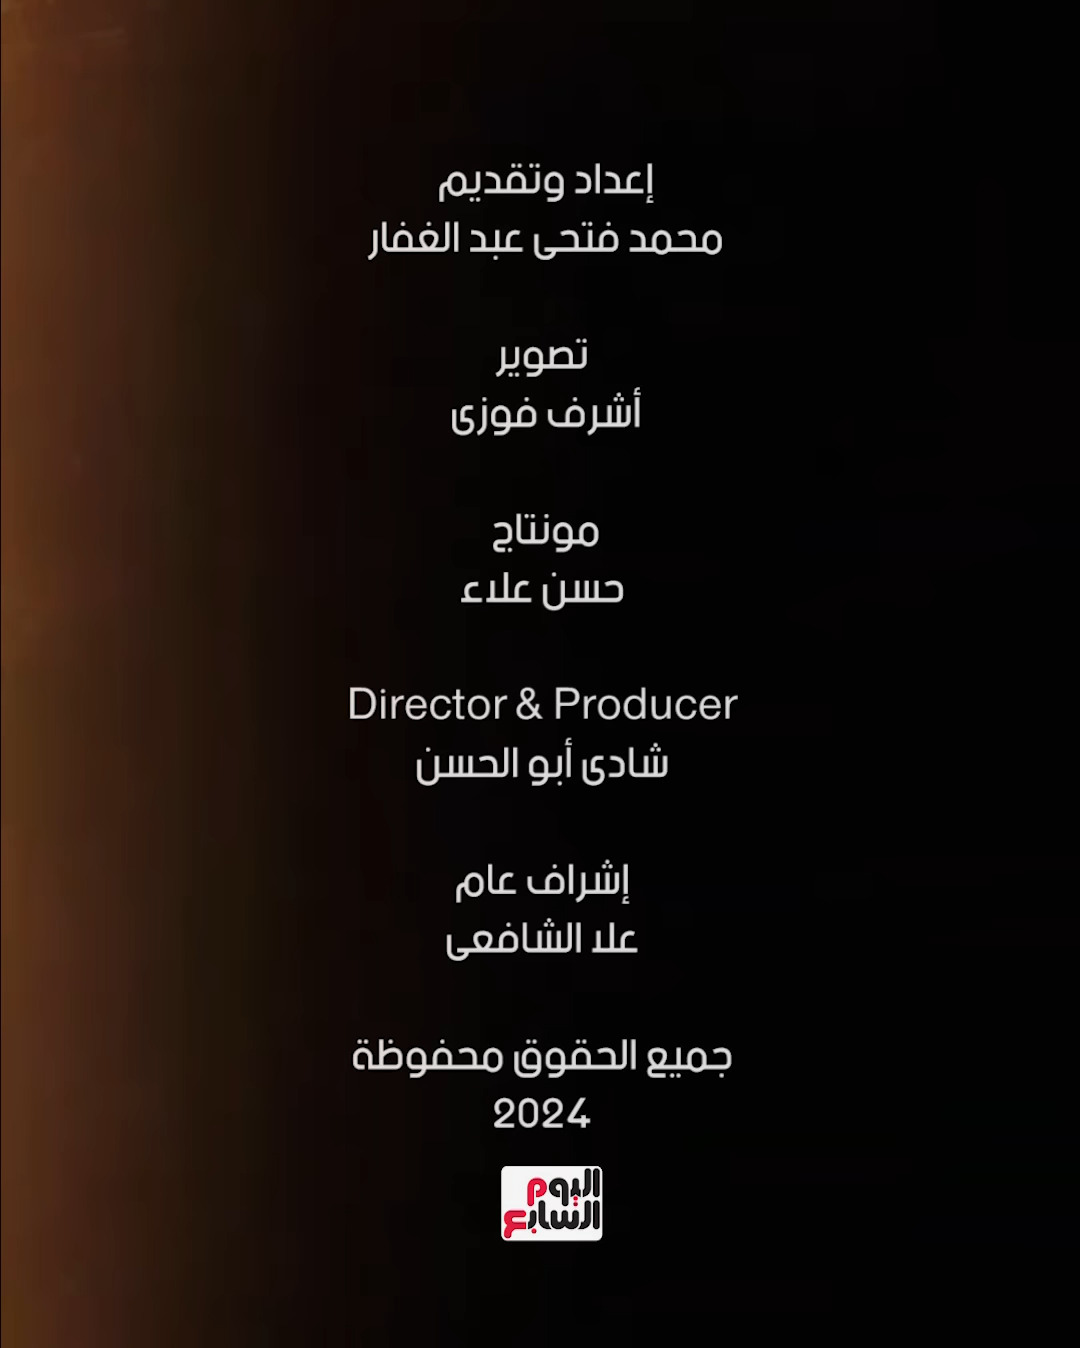 إعداد وتقديم
محمد فتحى عبد الغفار
تصوير
أشرف فوزى
مونتاج
حسن علاء
Director & Producer
شادى أبو الحسن
إشراف عام
علا الشافعى
جميع الحقوق محفوظة
2024
اليوم
السابع